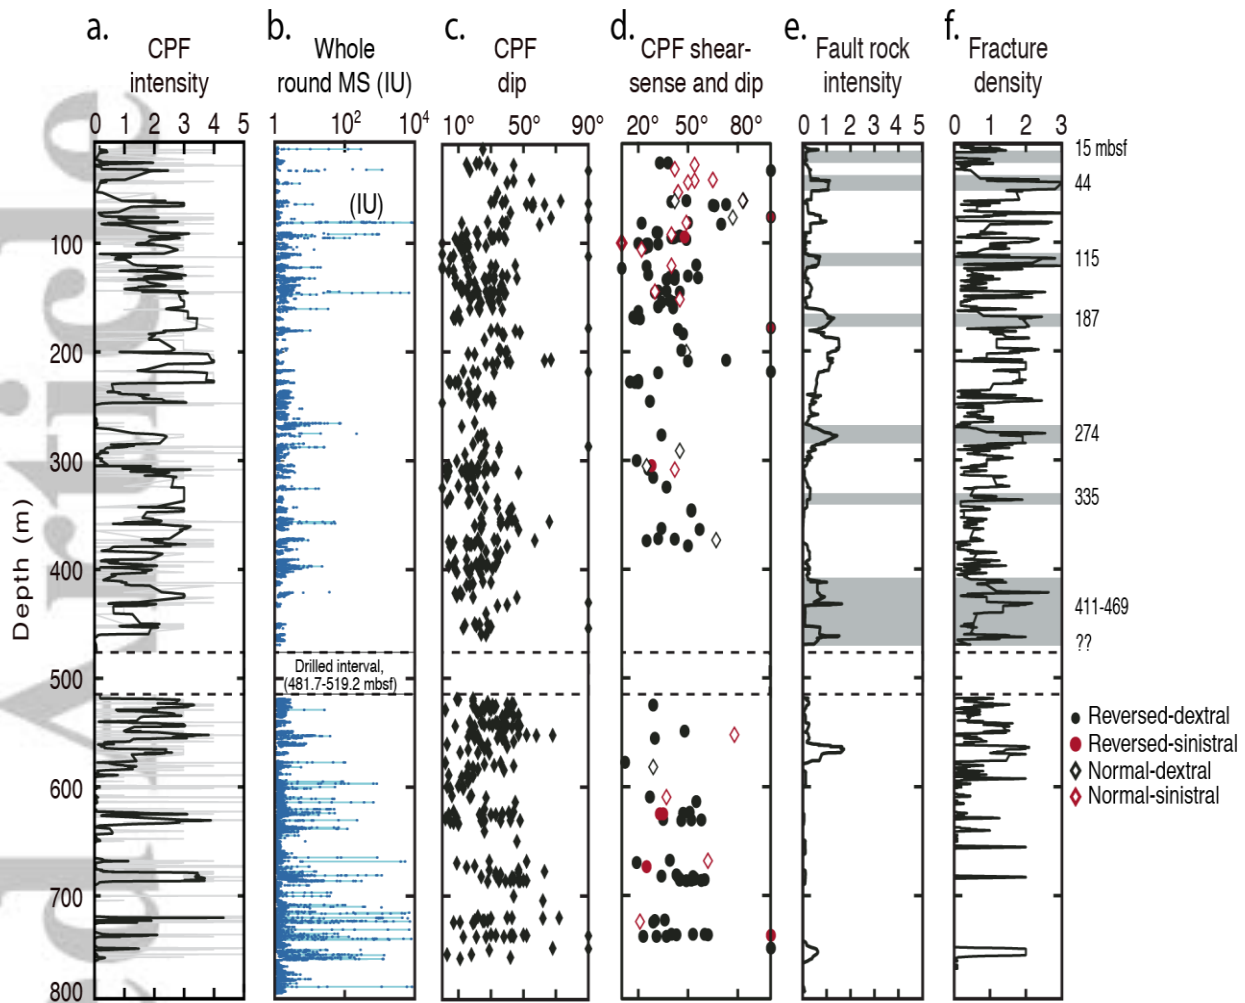 a.
CPF
intensity
0 1 2 3 4 5
b.
Whole
round MS (IU)
1 10² 10⁴
(IU)
c.
CPF
dip
10° 50° 90°
d.
CPF shear-
sense and dip
20° 50° 80°
e.
Fault rock
intensity
0 1 2 3 4 5
f.
Fracture
density
0 1 2 3
15 mbsf
44
115
187
274
335
411-469
??
Depth (m)
100
200
300
400
500
600
700
800
Drilled interval,
(481.7-519.2 mbsf)
Reversed-dextral
Reversed-sinistral
Normal-dextral
Normal-sinistral
d Article